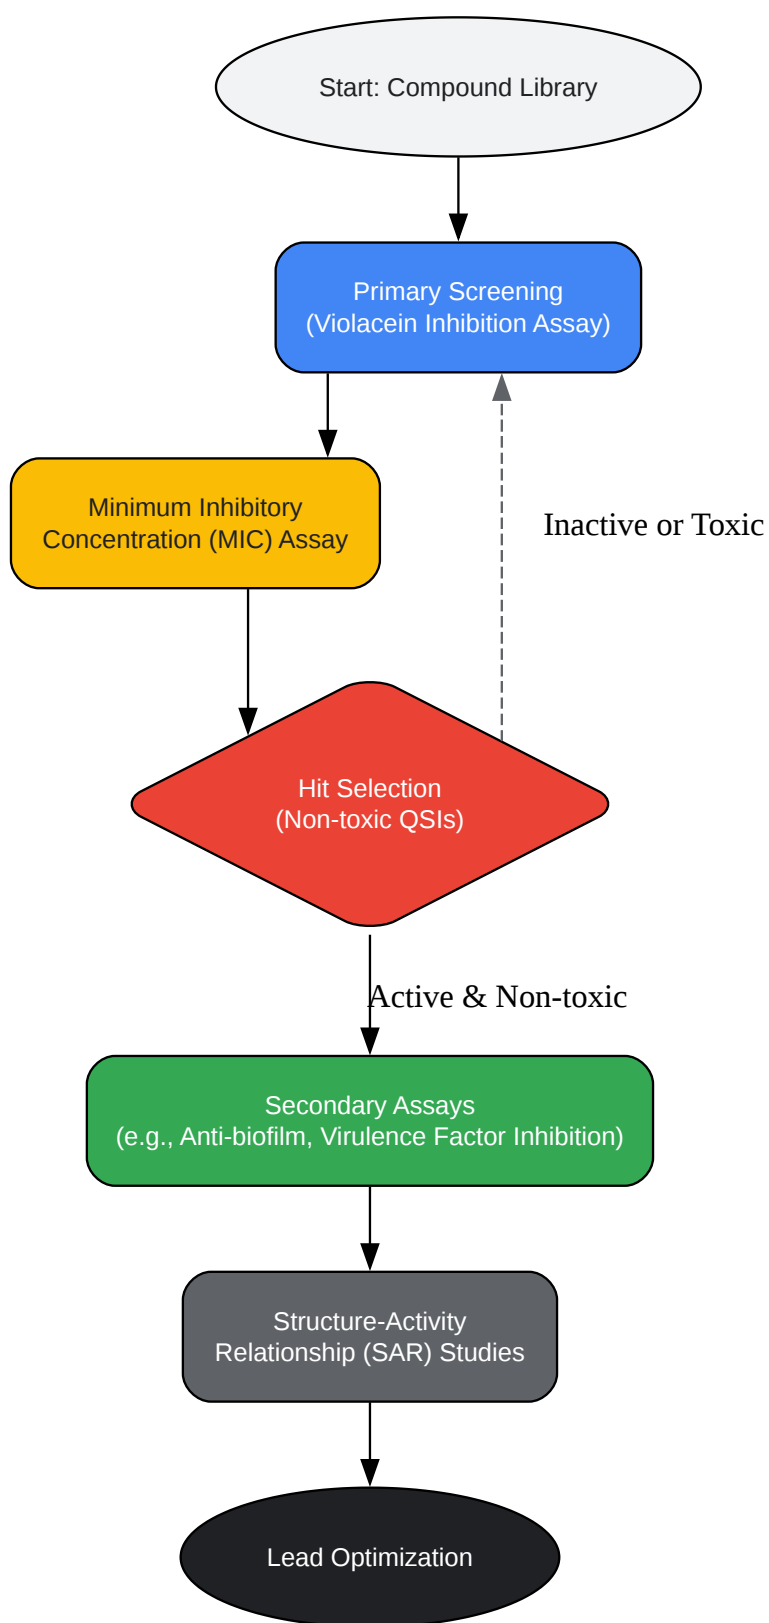 Start: Compound Library
Primary Screening
(Violacein Inhibition Assay)
Minimum Inhibitory
Concentration (MIC) Assay
Inactive or Toxic
Hit Selection
(Non-toxic QSIs)
Active & Non-toxic
Secondary Assays
(e.g., Anti-biofilm, Virulence Factor Inhibition)
Structure-Activity
Relationship (SAR) Studies
Lead Optimization